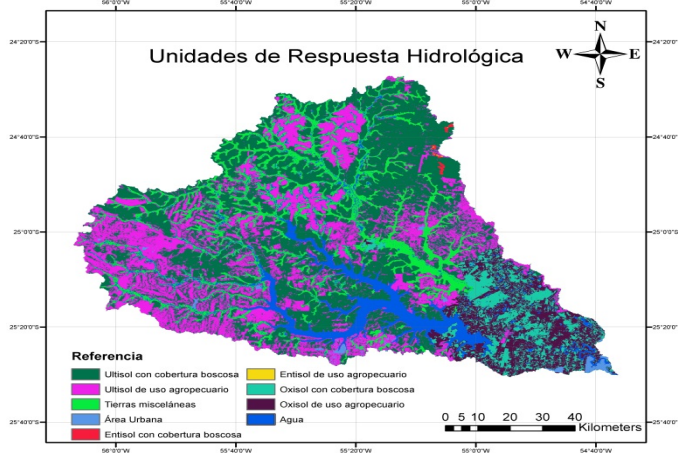 56°0'0"W 55°40'0"W 55°20'0"W 55°0'0"W 54°40'0"W
Unidades de Respuesta Hidrológica
N
W E
S
24°20'0"S 24°20'0"S
24°40'0"S 24°40'0"S
25°0'0"S 25°0'0"S
25°20'0"S 25°20'0"S
25°40'0"S 25°40'0"S
Referencia
Ultisol con cobertura boscosa
Ultisol de uso agropecuario
Tierras misceláneas
Área Urbana
Entisol con cobertura boscosa
Entisol de uso agropecuario
Oxisol con cobertura boscosa
Oxisol de uso agropecuario
Agua
0 5 10 20 30 40
Kilometers
56°0'0"W 55°40'0"W 55°20'0"W 55°0'0"W 54°40'0"W